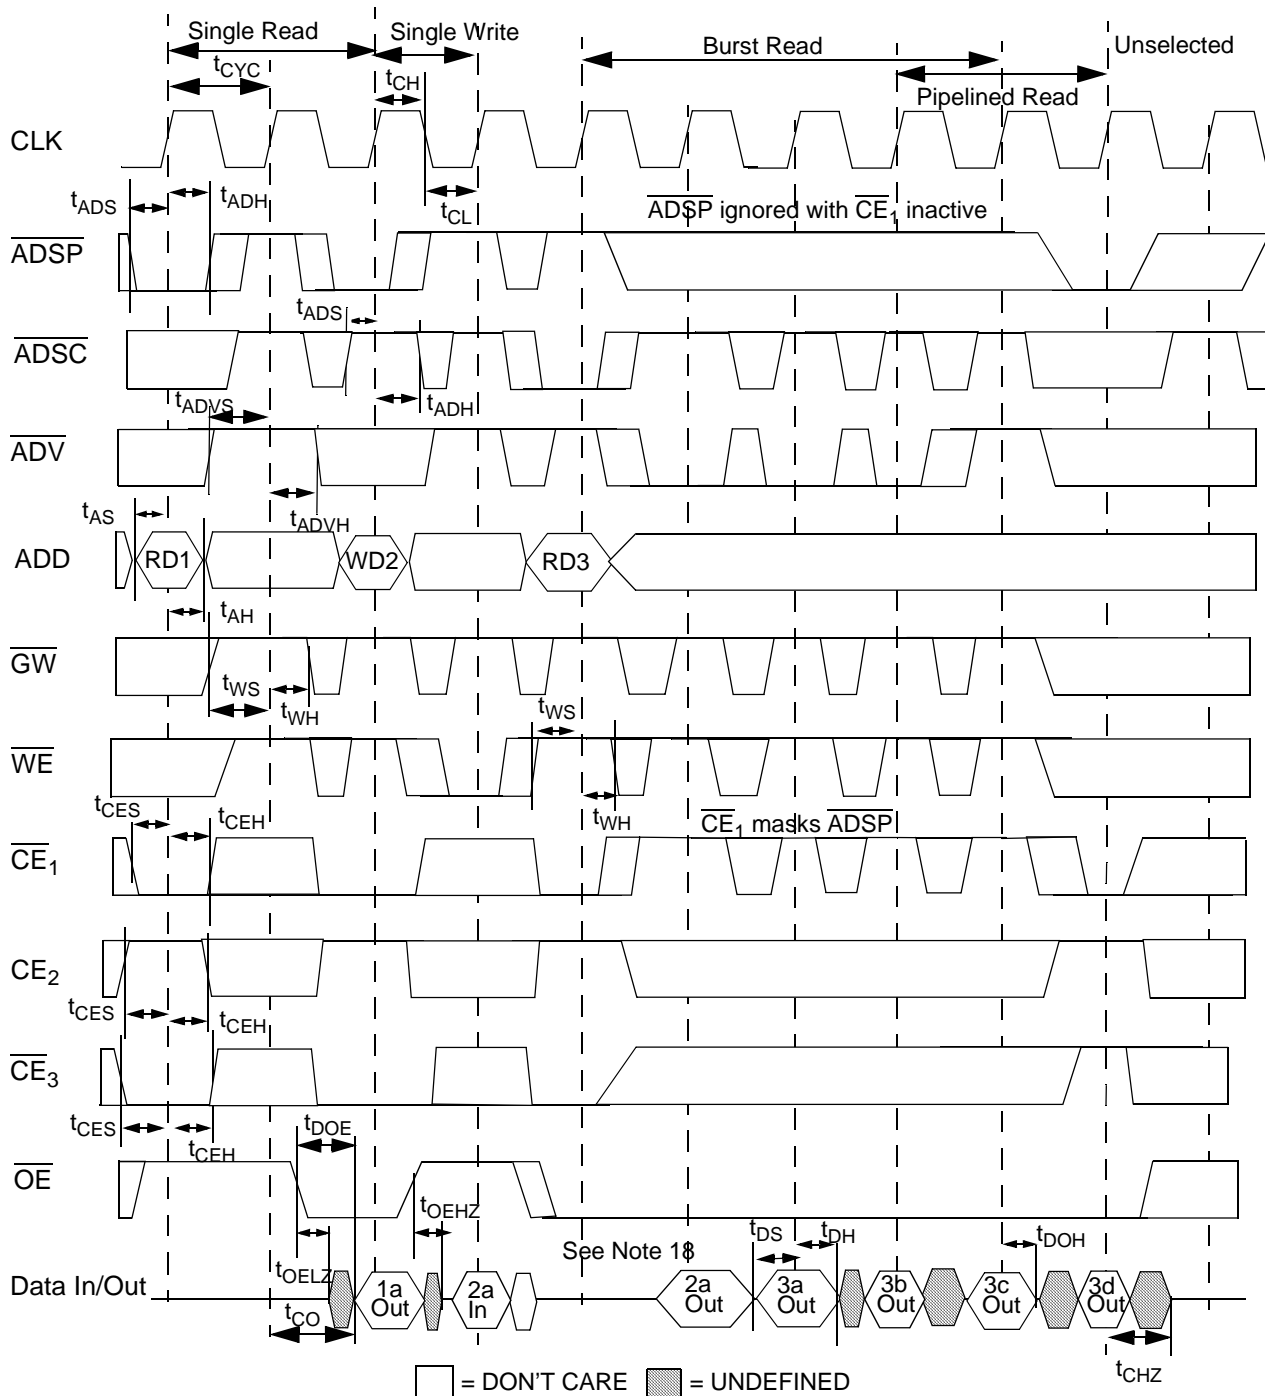 Single Read Single Write Burst Read Unselected
tCYC tCH Pipelined Read
CLK
tADS tADH tCL ADSP ignored with CE1 inactive
ADSP
tADS
ADSC
tADVS tADH
ADV
tAS tADVH
ADD RD1 WD2 RD3
tAH
GW
tWS tWH tWS
WE
tCES tCEH tWH CE1 masks ADSP
CE1
CE2
tCES tCEH
CE3
tCES tCEH tDOE
OE
tOEHZ See Note 18 tDS tDH tDOH
tOELZ
Data In/Out 1a Out 2a In 2a Out 3a Out 3b Out 3c Out 3d Out
tCO tCHZ
= DON'T CARE = UNDEFINED